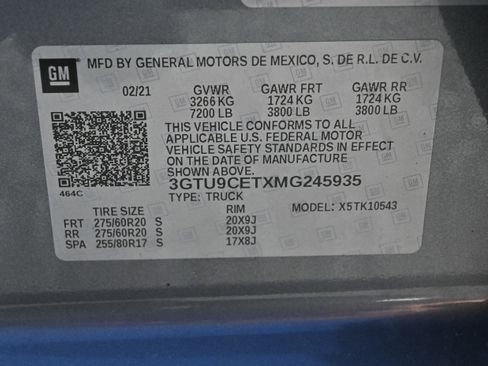 GM
MFD BY GENERAL MOTORS DE MEXICO, S. DE R.L. DE C.V.
02/21 GVWR GAWR FRT GAWR RR
3266 KG 1724 KG 1724 KG
7200 LB 3800 LB 3800 LB
THIS VEHICLE CONFORMS TO ALL
APPLICABLE U.S. FEDERAL MOTOR
VEHICLE SAFETY STANDARDS IN EFFECT
ON THE DATE OF MANUFACTURE
SHOWN ABOVE.
464C 3GTU9CETXMG245935
TYPE: TRUCK MODEL: X5TK10543
TIRE SIZE RIM
FRT 275/60R20 S 20X9J
RR 275/60R20 S 20X9J
SPA 255/80R17 S 17X8J